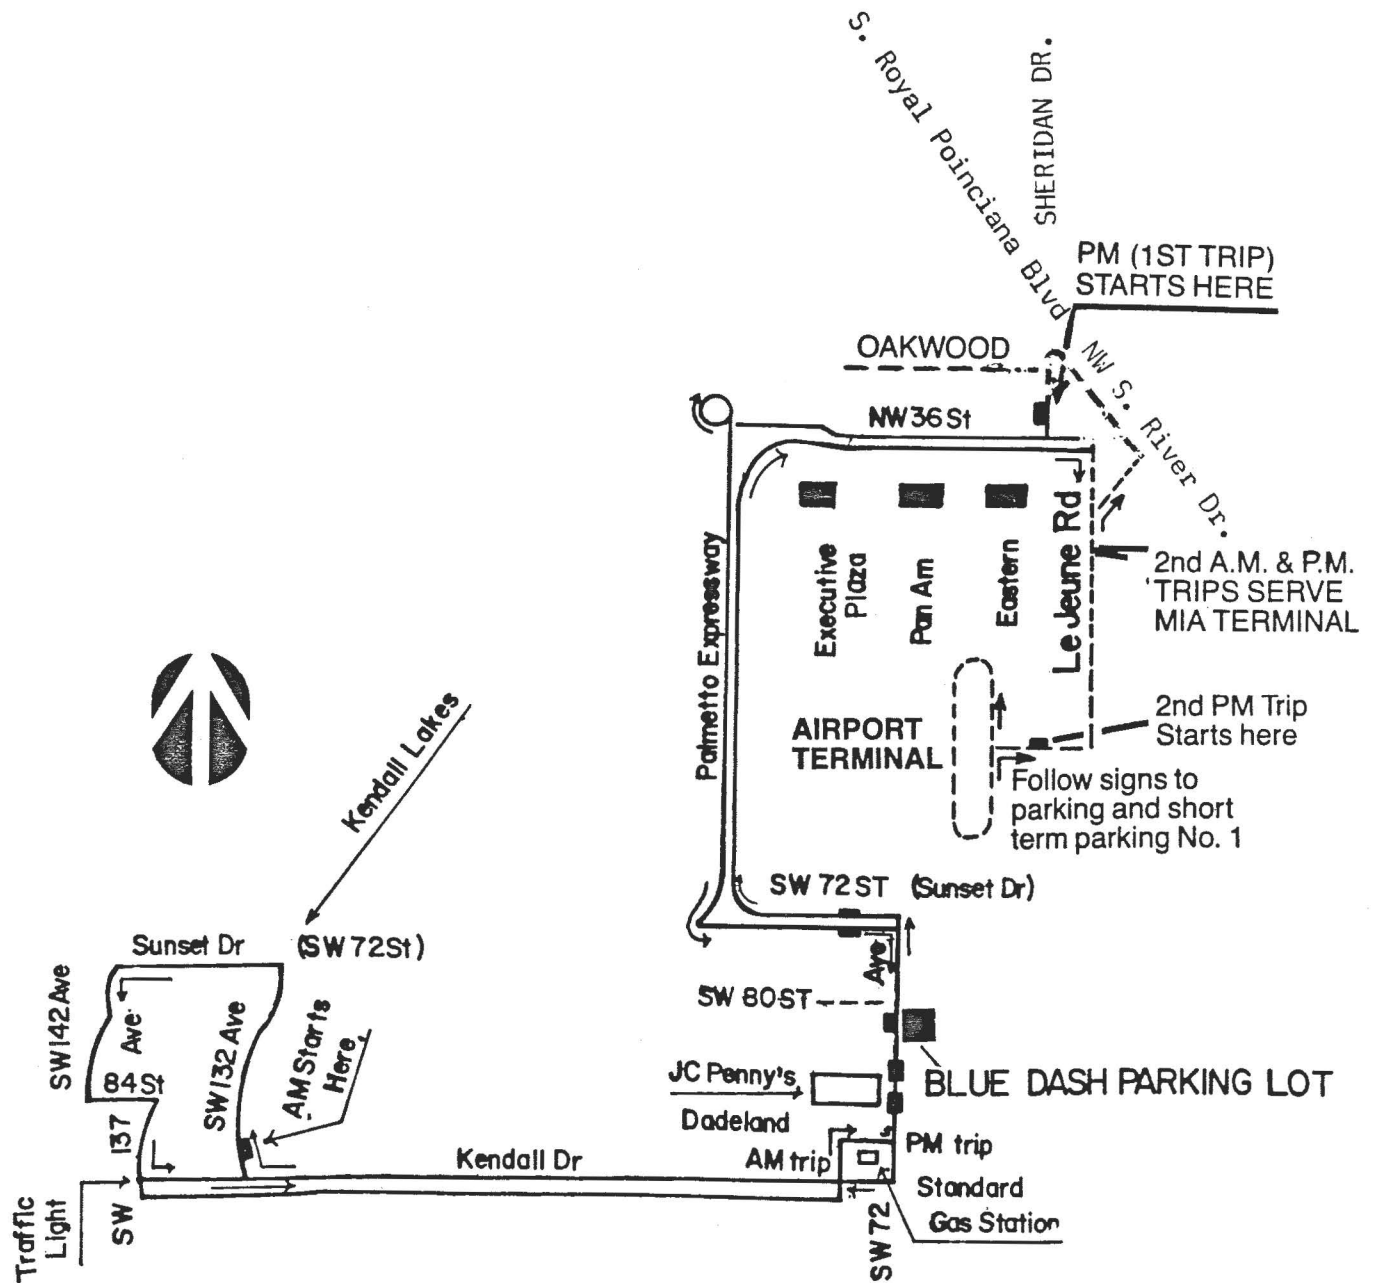 S. Royal Poinciana Blvd
SHERIDAN DR.
PM (1ST TRIP)
STARTS HERE
OAKWOOD
NW S. River Dr.
NW 36 St
Le Jeune Rd
Palmetto Expressway
Executive
Plaza
Pan Am
Eastern
2nd A.M. & P.M.
TRIPS SERVE
MIA TERMINAL
2nd PM Trip
Starts here
AIRPORT
TERMINAL
Follow signs to
parking and short
term parking No. 1
Kendall Lakes
SW 72 ST (Sunset Dr)
Sunset Dr (SW 72 St)
SW 142 Ave
Ave
SW 132 Ave
AM Starts
Here
84 St
137
SW
Traffic
Light
Kendall Dr
Ave
SW 80 ST
JC Penny's
Dadeland
BLUE DASH PARKING LOT
AM trip
PM trip
Standard
Gas Station
SW 72